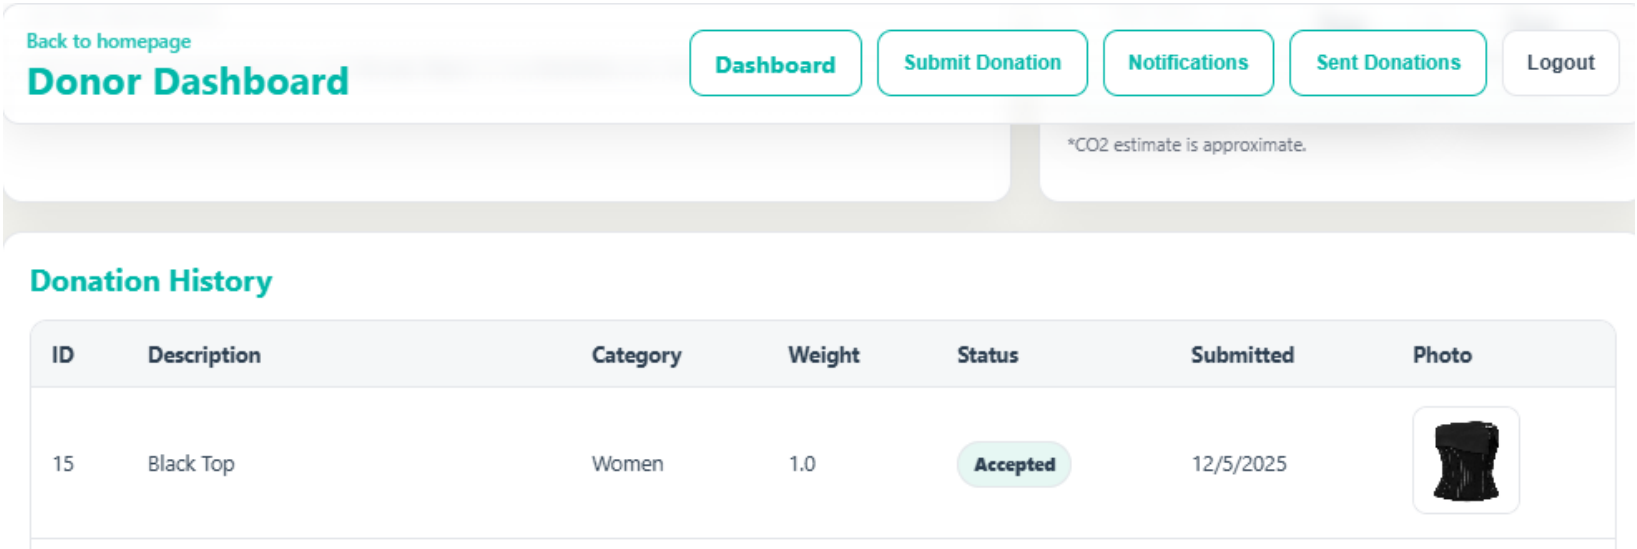 Back to homepage
Donor Dashboard
Dashboard
Submit Donation
Notifications
Sent Donations
Logout
*CO2 estimate is approximate.
Donation History
ID Description Category Weight Status Submitted Photo
15 Black Top Women 1.0 Accepted 12/5/2025